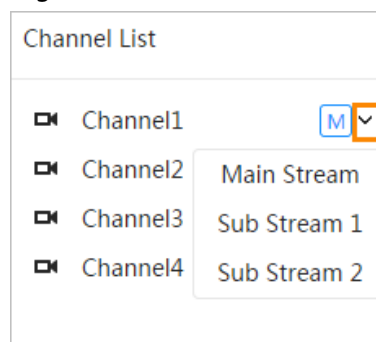 Channel List
Channel1 M
Channel2 Main Stream
Channel3 Sub Stream 1
Channel4 Sub Stream 2